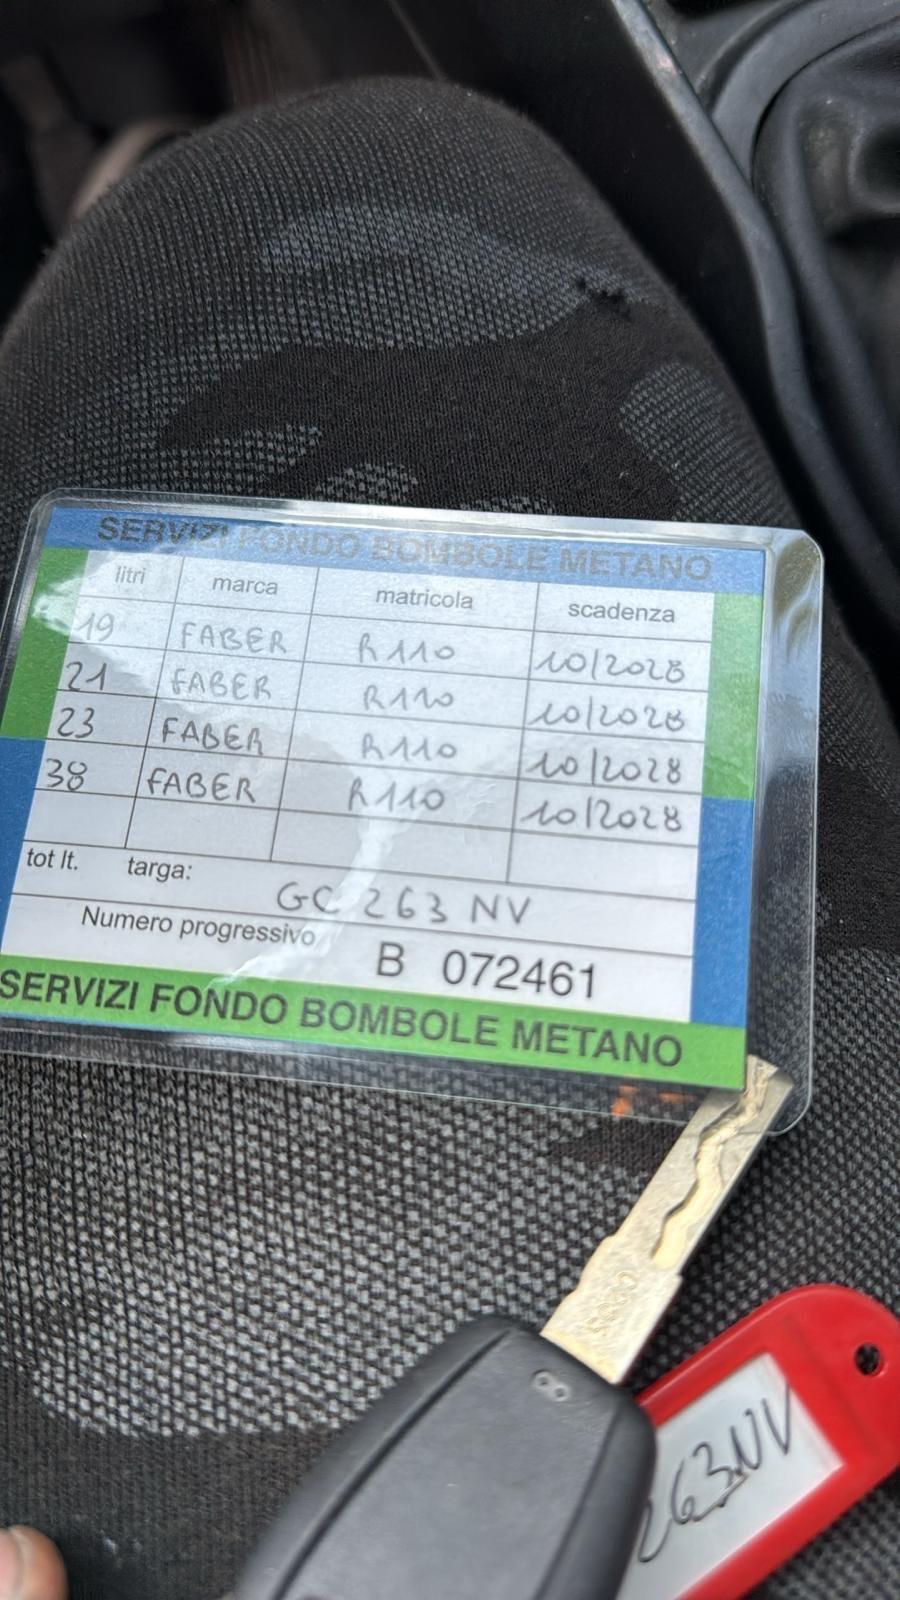 SERVIZI FONDO BOMBOLE METANO
litri marca matricola scadenza
19 FABER R110 10/2028
21 FABER R110 10/2028
23 FABER R110 10/2028
38 FABER R110 10/2028
tot lt. targa: GC 263 NV
Numero progressivo B 072461
SERVIZI FONDO BOMBOLE METANO
263NV